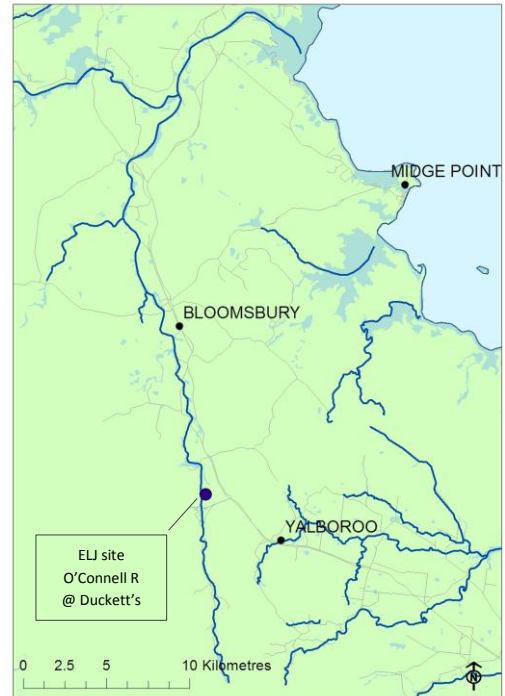 MIDGE POINT
BLOOMSBURY
YALBOROO
ELJ site
O’Connell R
@ Duckett’s
0 2.5 5 10 Kilometres
N